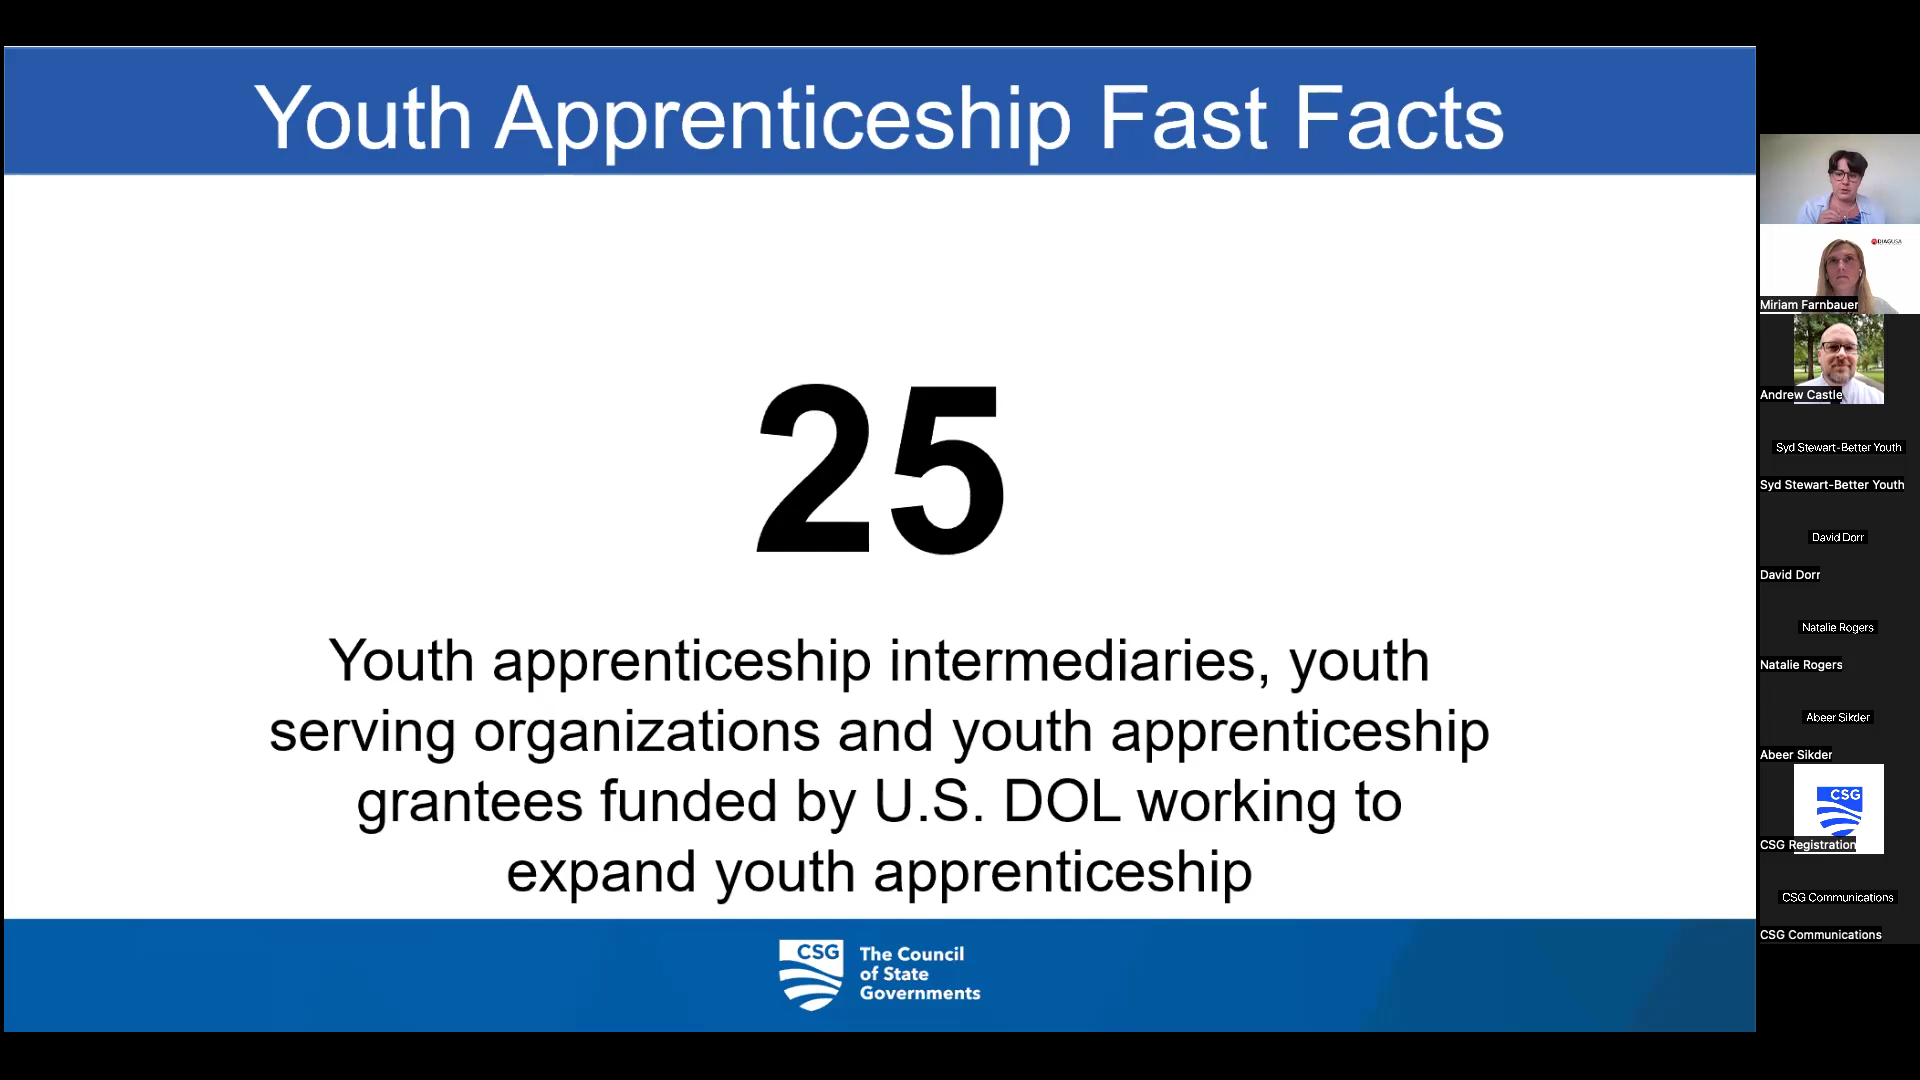 Youth Apprenticeship Fast Facts
25
Youth apprenticeship intermediaries, youth
serving organizations and youth apprenticeship
grantees funded by U.S. DOL working to
expand youth apprenticeship
CSG
The Council
of State
Governments
DIAGUSA
Miriam Farnbauer
Andrew Castle
Syd Stewart-Better Youth
Syd Stewart-Better Youth
David Dorr
David Dorr
Natalie Rogers
Natalie Rogers
Abeer Sikder
Abeer Sikder
CSG
CSG Registration
CSG Communications
CSG Communications